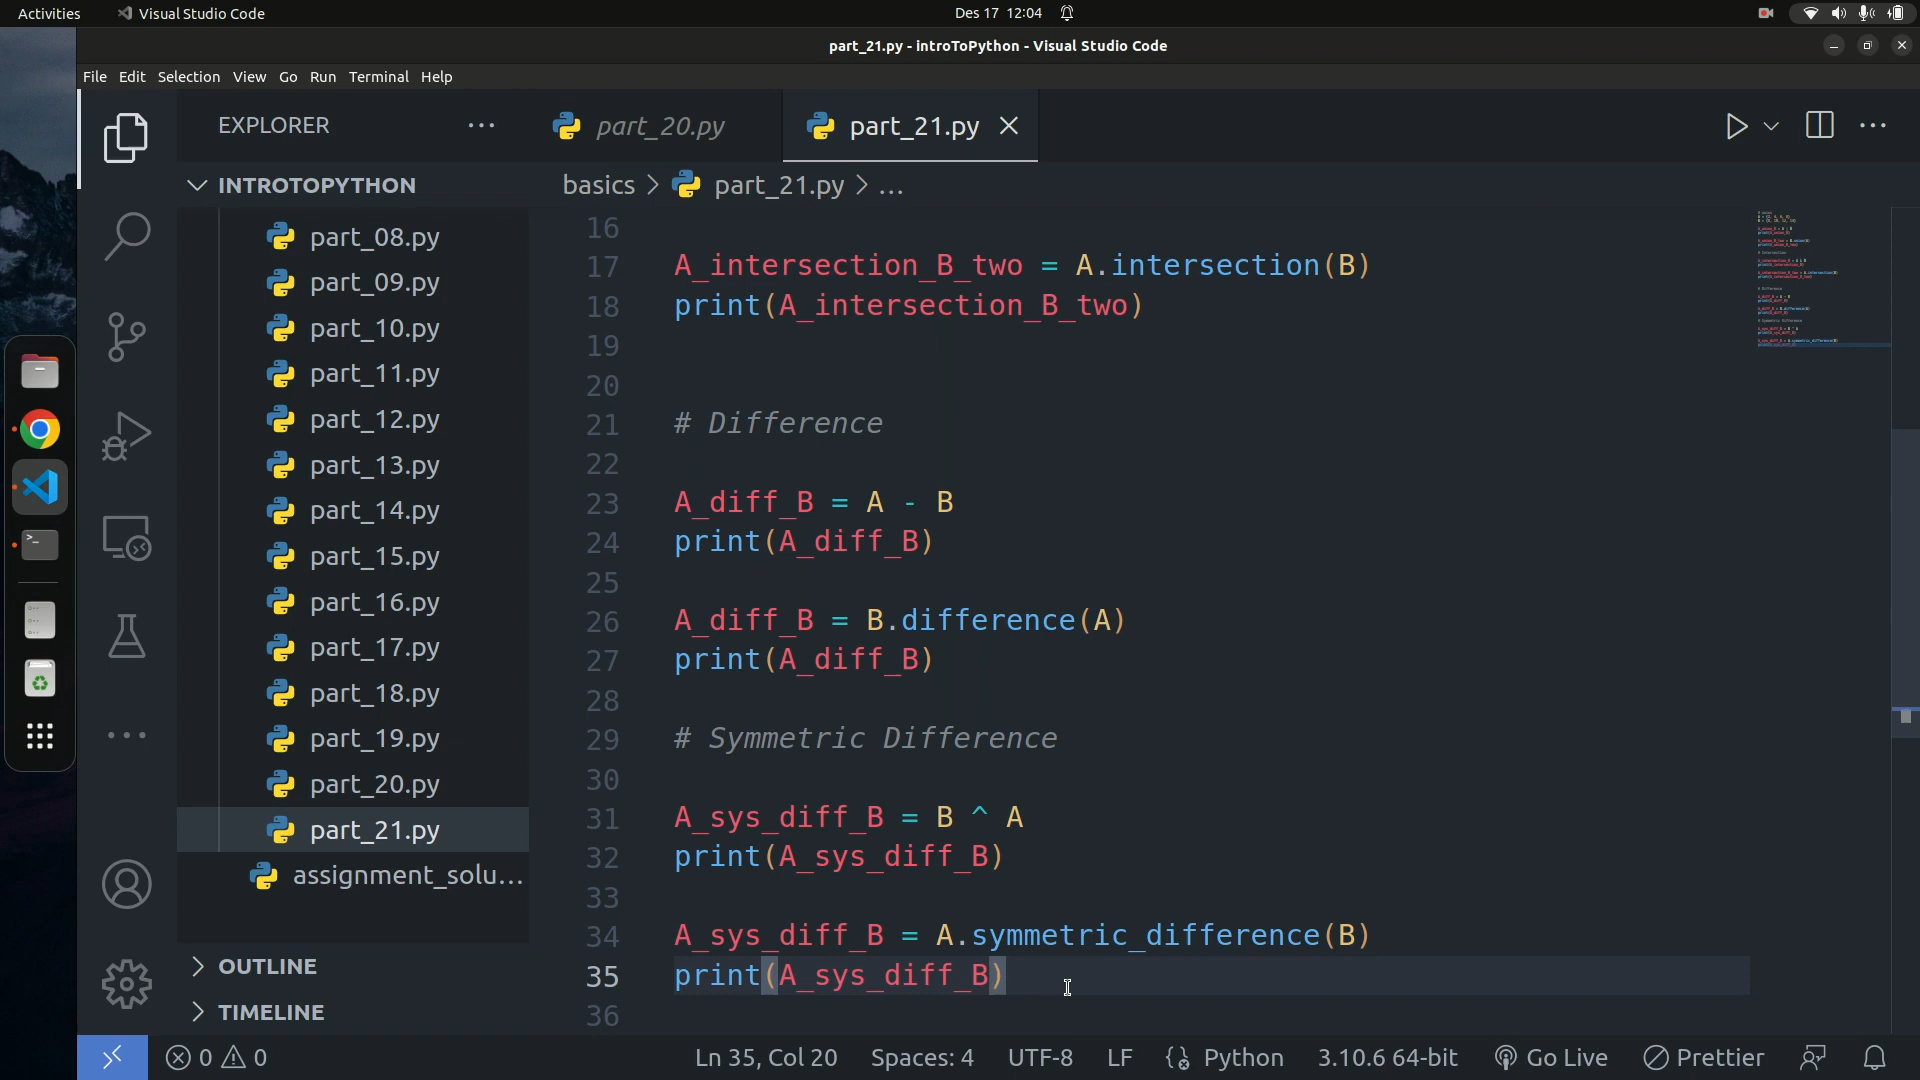 Activities
Visual Studio Code
Des 17 12:04
part_21.py - introToPython - Visual Studio Code
File Edit Selection View Go Run Terminal Help
EXPLORER
part_20.py
part_21.py
INTROTOPYTHON
basics > part_21.py > ...
part_08.py
part_09.py
part_10.py
part_11.py
part_12.py
part_13.py
part_14.py
part_15.py
part_16.py
part_17.py
part_18.py
part_19.py
part_20.py
part_21.py
assignment_solu...
OUTLINE
TIMELINE
16
17 A_intersection_B_two = A.intersection(B)
18 print(A_intersection_B_two)
19
20
21 # Difference
22
23 A_diff_B = A - B
24 print(A_diff_B)
25
26 A_diff_B = B.difference(A)
27 print(A_diff_B)
28
29 # Symmetric Difference
30
31 A_sys_diff_B = B ^ A
32 print(A_sys_diff_B)
33
34 A_sys_diff_B = A.symmetric_difference(B)
35 print(A_sys_diff_B)
36
0 0
Ln 35, Col 20
Spaces: 4
UTF-8
LF
Python
3.10.6 64-bit
Go Live
Prettier